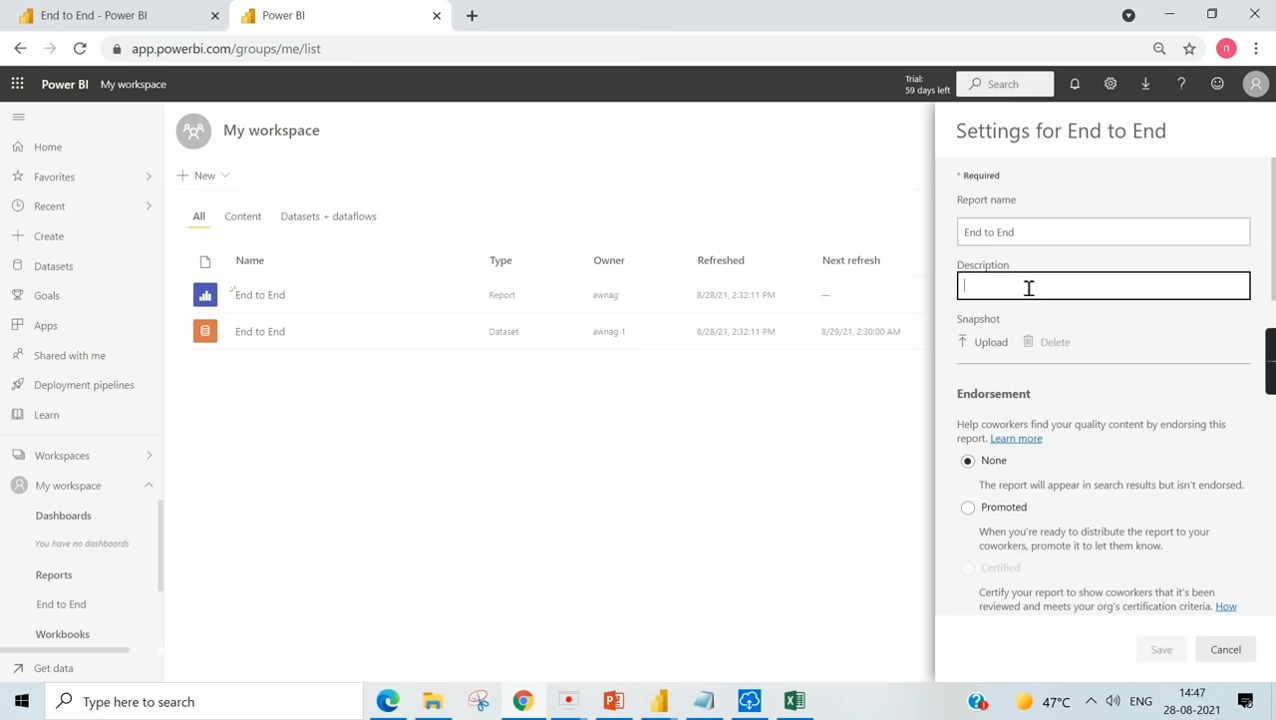 End to End - Power BI
Power BI
app.powerbi.com/groups/me/list
n
Power BI My workspace
Trial:
59 days left
Search
My workspace
New
All Content Datasets + dataflows
Name Type Owner Refreshed Next refresh
End to End Report awnag 8/28/21, 2:32:11 PM —
End to End Dataset awnag 1 8/28/21, 2:32:11 PM 8/29/21, 2:30:00 AM
Home
Favorites
Recent
Create
Datasets
Goals
Apps
Shared with me
Deployment pipelines
Learn
Workspaces
My workspace
Dashboards
You have no dashboards
Reports
End to End
Workbooks
Get data
Settings for End to End
* Required
Report name
End to End
Description
Snapshot
Upload Delete
Endorsement
Help coworkers find your quality content by endorsing this
report. Learn more
None
The report will appear in search results but isn't endorsed.
Promoted
When you're ready to distribute the report to your
coworkers, promote it to let them know.
Certified
Certify your report to show coworkers that it's been
reviewed and meets your org's certification criteria. How
Save Cancel
Type here to search
47°C
ENG
14:47
28-08-2021